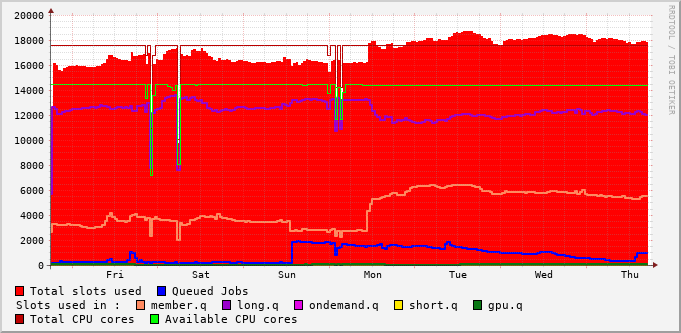 20000
18000
16000
14000
12000
10000
8000
6000
4000
2000
0
Fri Sat Sun Mon Tue Wed Thu
RRDTOOL / TOBI OETIKER
Total slots used Queued Jobs
Slots used in : member.q long.q ondemand.q short.q gpu.q
Total CPU cores Available CPU cores